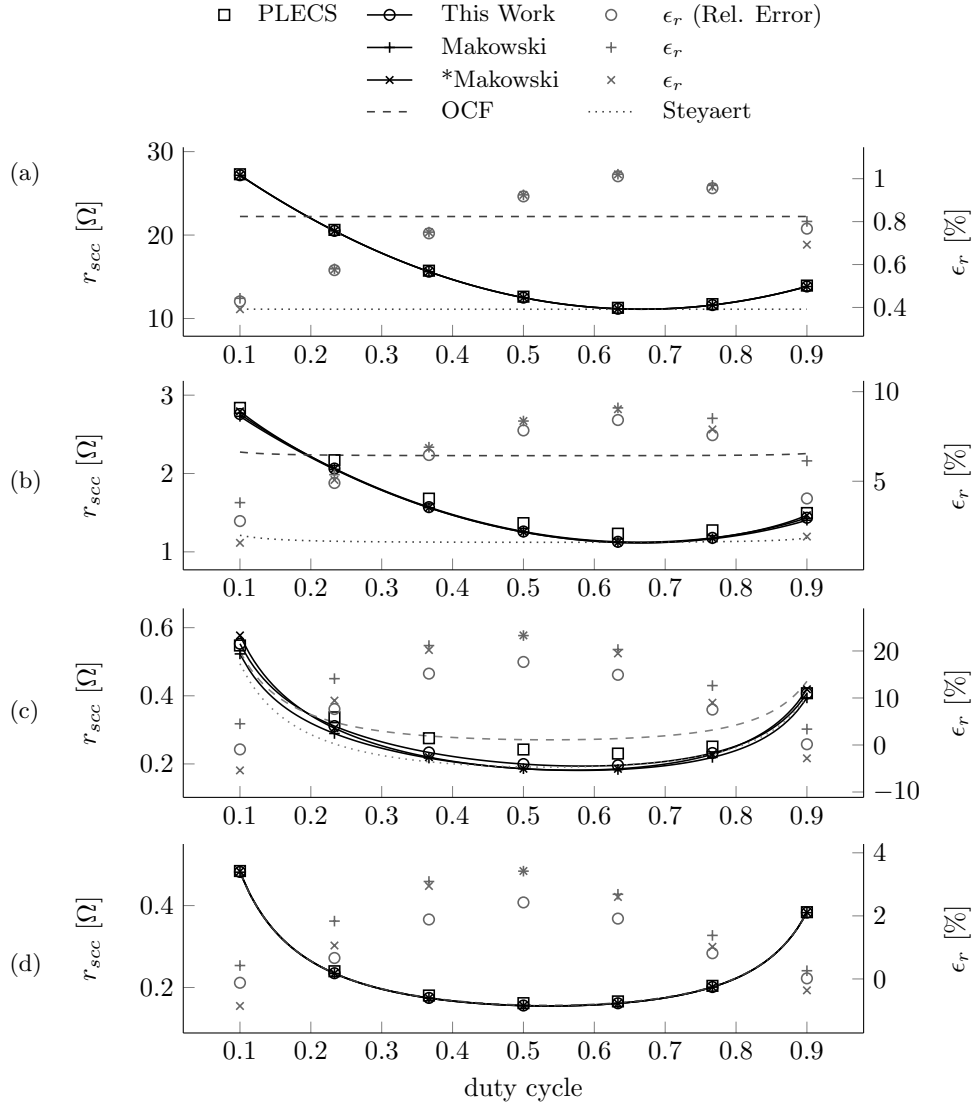 PLECS This Work ϵr (Rel. Error)
Makowski ϵr
*Makowski ϵr
OCF Steyaert
(a)
rscc [Ω]
30
20
10
1
0.8
0.6
0.4
ϵr [%]
0.1 0.2 0.3 0.4 0.5 0.6 0.7 0.8 0.9
(b)
rscc [Ω]
3
2
1
10
5
ϵr [%]
0.1 0.2 0.3 0.4 0.5 0.6 0.7 0.8 0.9
(c)
rscc [Ω]
0.6
0.4
0.2
20
10
0
−10
ϵr [%]
0.1 0.2 0.3 0.4 0.5 0.6 0.7 0.8 0.9
(d)
rscc [Ω]
0.4
0.2
4
2
0
ϵr [%]
0.1 0.2 0.3 0.4 0.5 0.6 0.7 0.8 0.9
duty cycle